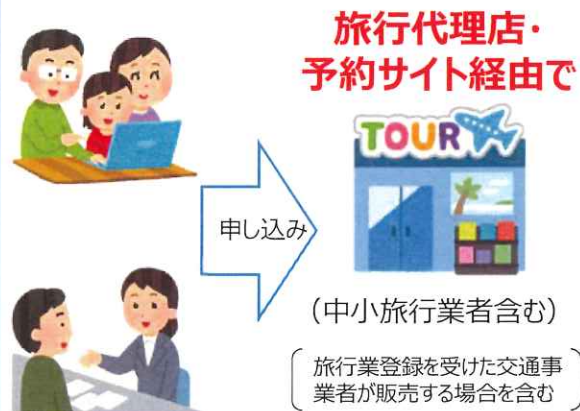 旅行代理店・
予約サイト経由で
TOUR
申し込み
（中小旅行業者含む）
旅行業登録を受けた交通事
業者が販売する場合を含む